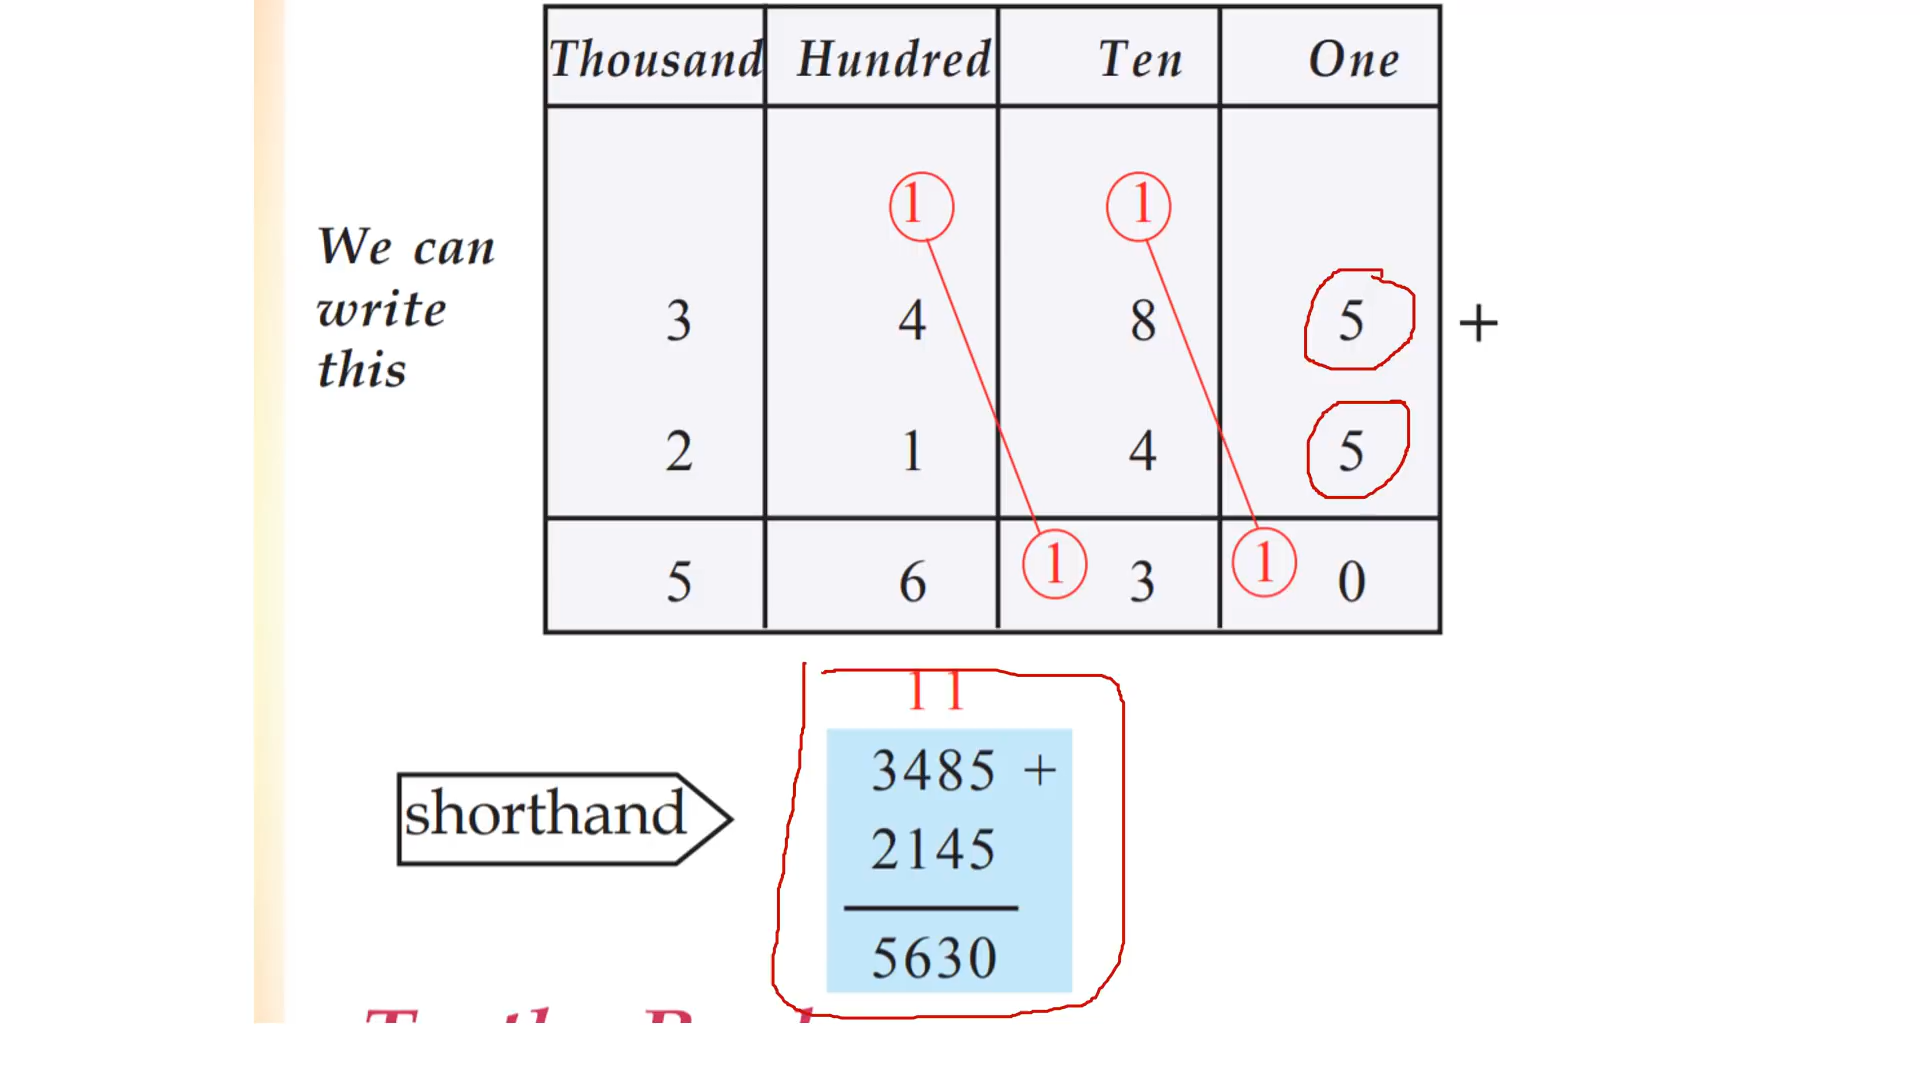 Thousand Hundred Ten One
1 1
We can
write
this
3 4 8 5 +
2 1 4 5
5 6 1 3 1 0
1 1
shorthand
3485 +
2145
5630